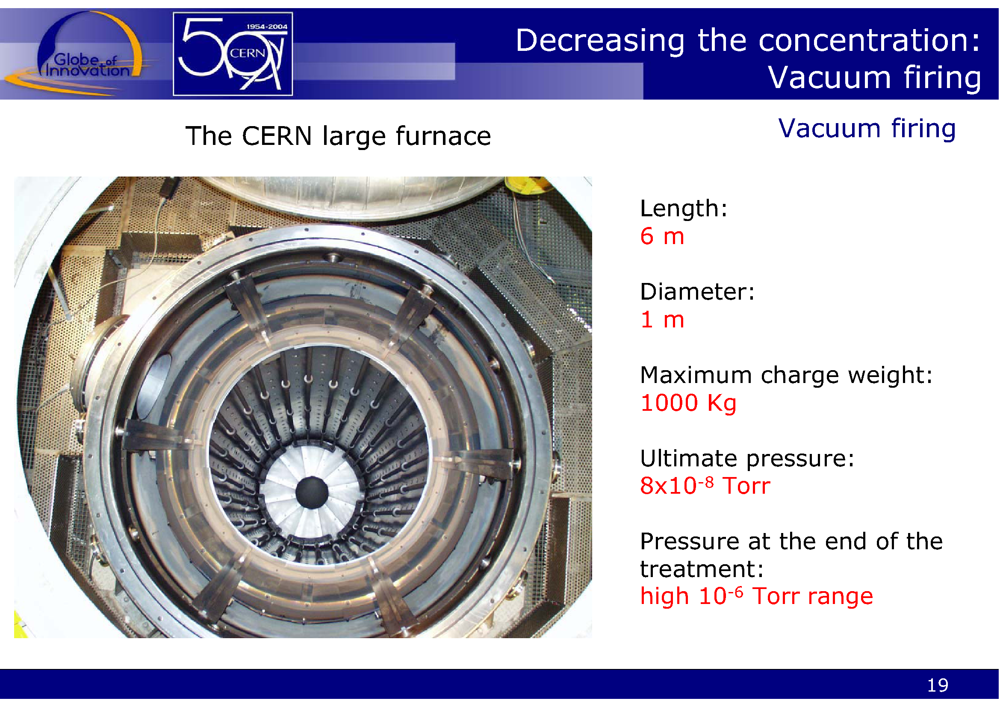 Globe of
Innovation
50
1954-2004
CERN
Decreasing the concentration:
Vacuum firing
Vacuum firing
The CERN large furnace
Length:
6 m
Diameter:
1 m
Maximum charge weight:
1000 Kg
Ultimate pressure:
8x10⁻⁸ Torr
Pressure at the end of the
treatment:
high 10⁻⁶ Torr range
19